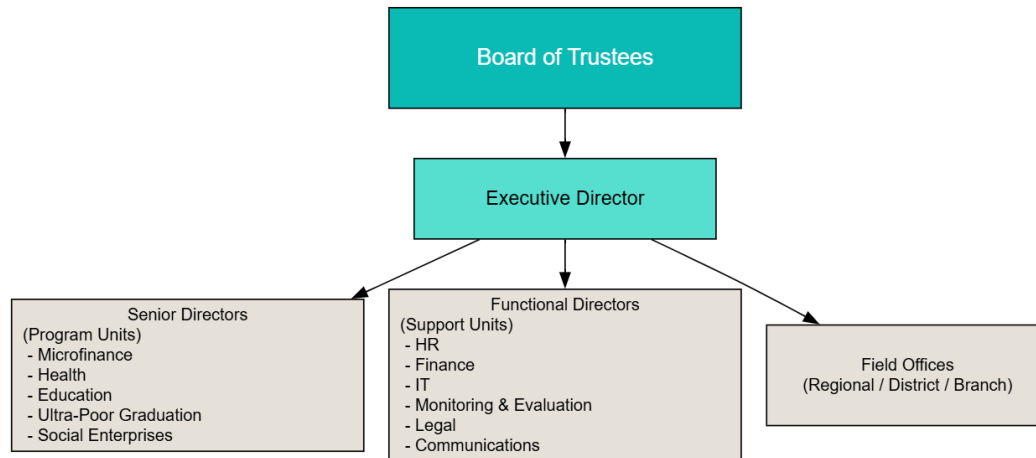 Board of Trustees
Executive Director
Senior Directors
(Program Units)
- Microfinance
- Health
- Education
- Ultra-Poor Graduation
- Social Enterprises
Functional Directors
(Support Units)
- HR
- Finance
- IT
- Monitoring & Evaluation
- Legal
- Communications
Field Offices
(Regional / District / Branch)